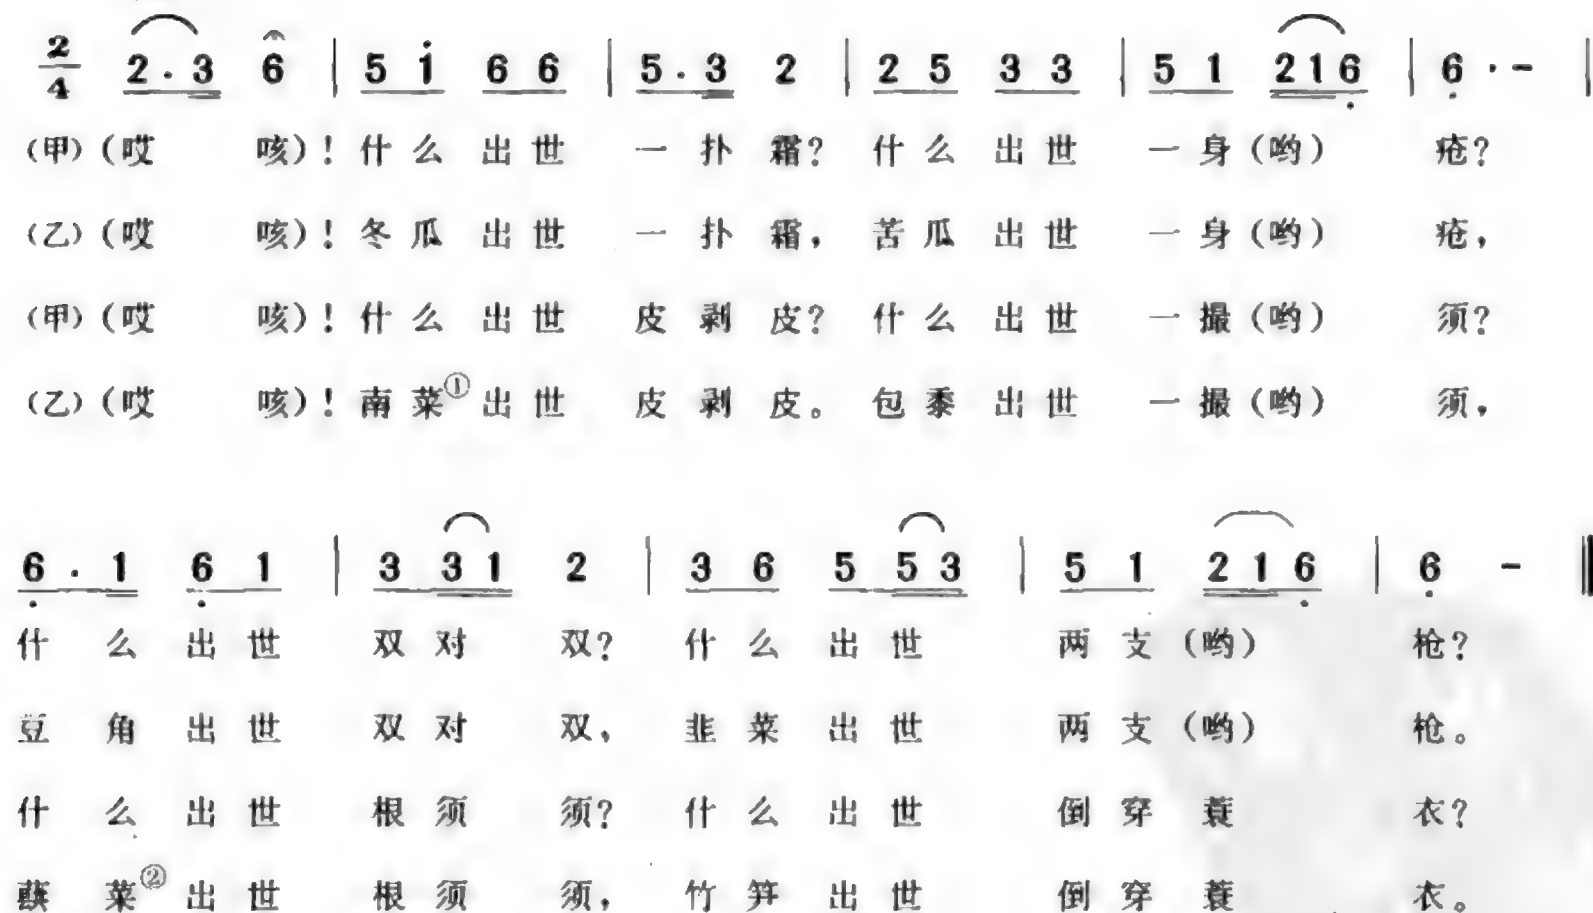 2/4 2·3 6 | 5 i 6 6 | 5·3 2 | 2 5 3 3 | 5 1 216 | 6·- |
(甲)(哎 咳)!什么出世 一扑霜?什么出世 一身(哟) 疮?
(乙)(哎 咳)!冬瓜出世 一扑霜,苦瓜出世 一身(哟) 疮,
(甲)(哎 咳)!什么出世 皮剥皮?什么出世 一撮(哟) 须?
(乙)(哎 咳)!南菜①出世 皮剥皮。包黍出世 一撮(哟) 须,
6·1 6 1 | 3 31 2 | 3 6 5 53 | 5 1 216 | 6 - ‖
什么出世 双对双?什么出世 两支(哟) 枪?
豆角出世 双对双,韭菜出世 两支(哟) 枪。
什么出世 根须须?什么出世 倒穿蓑 衣?
菜②出世 根须须,竹笋出世 倒穿蓑 衣。